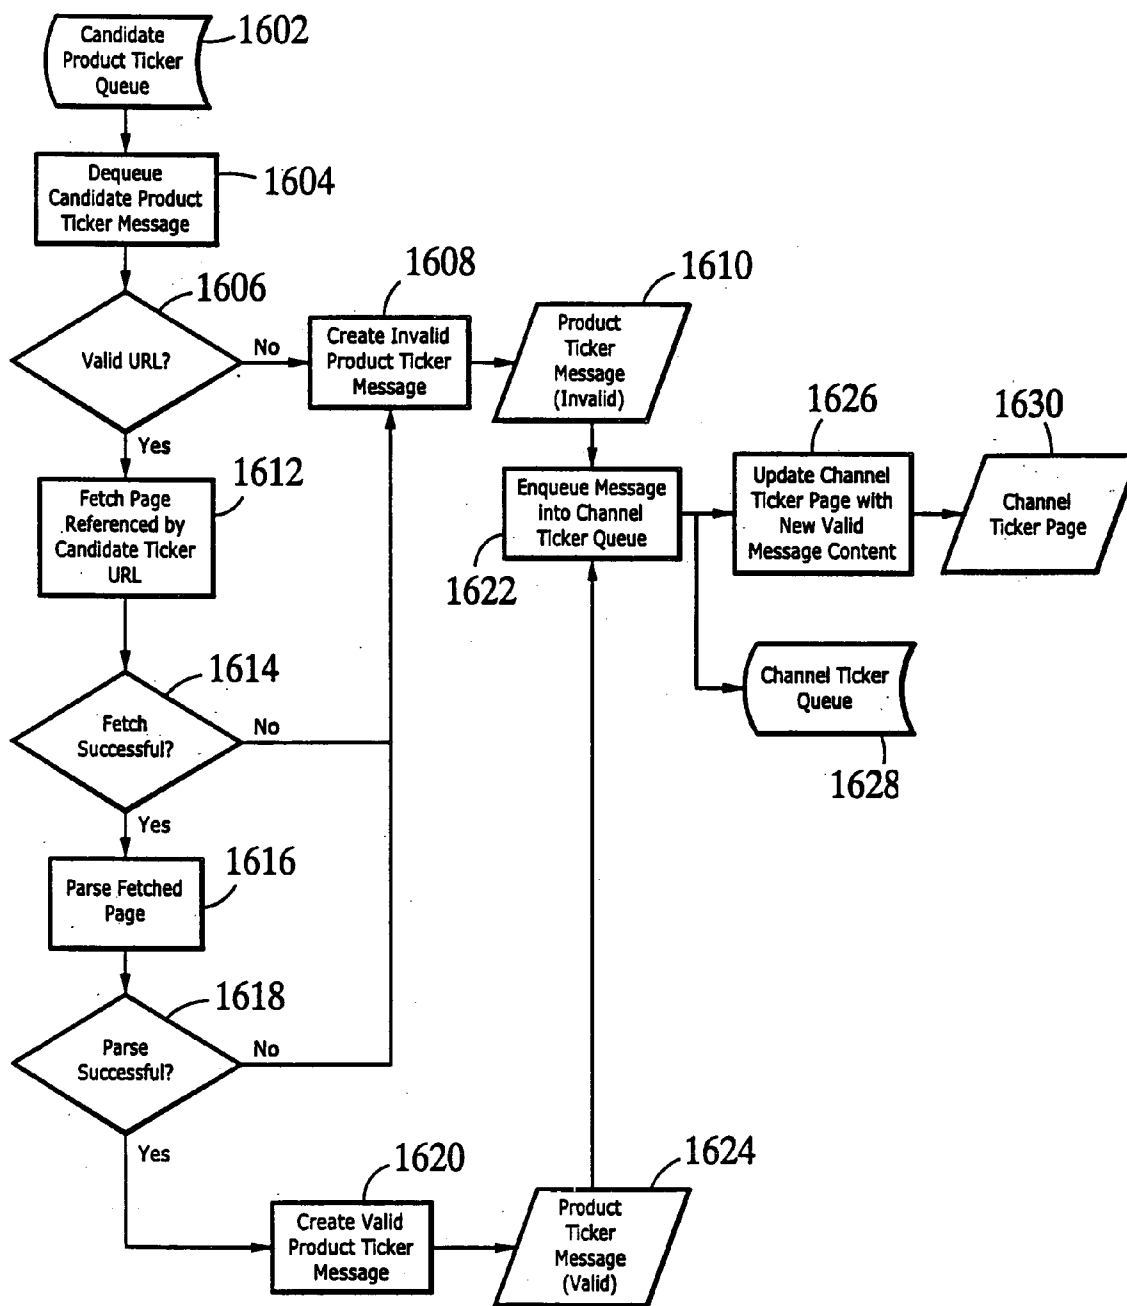 Candidate
Product Ticker
Queue
1602
Dequeue
Candidate Product
Ticker Message
1604
1606
Valid URL?
No
Yes
1608
Create Invalid
Product Ticker
Message
1610
Product
Ticker
Message
(Invalid)
1612
Fetch Page
Referenced by
Candidate Ticker
URL
Enqueue Message
into Channel
Ticker Queue
1622
1626
Update Channel
Ticker Page with
New Valid
Message Content
1630
Channel
Ticker Page
1614
Fetch
Successful?
No
Yes
Channel Ticker
Queue
1628
1616
Parse Fetched
Page
1618
Parse
Successful?
No
Yes
1620
Create Valid
Product Ticker
Message
1624
Product
Ticker
Message
(Valid)